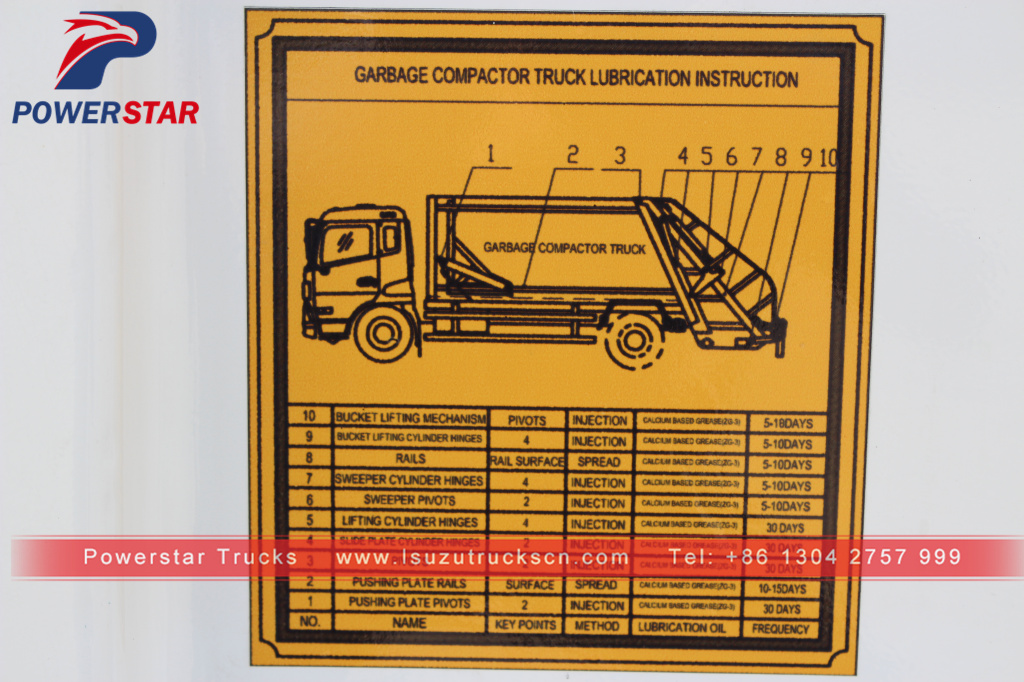 POWERSTAR
GARBAGE COMPACTOR TRUCK LUBRICATION INSTRUCTION
1 2 3 4 5 6 7 8 9 10
GARBAGE COMPACTOR TRUCK
10 BUCKET LIFTING MECHANISM PIVOTS INJECTION CALCIUM BASED GREASE(ZG-3) 5-10DAYS
9 BUCKET LIFTING CYLINDER HINGES 4 INJECTION CALCIUM BASED GREASE(ZG-3) 5-10DAYS
8 RAILS RAIL SURFACE SPREAD CALCIUM BASED GREASE(ZG-3) 5-10DAYS
7 SWEEPER CYLINDER HINGES 4 INJECTION CALCIUM BASED GREASE(ZG-3) 5-10DAYS
6 SWEEPER PIVOTS 2 INJECTION CALCIUM BASED GREASE(ZG-3) 5-10DAYS
5 LIFTING CYLINDER HINGES 4 INJECTION CALCIUM BASED GREASE(ZG-3) 30 DAYS
4 SLIDE PLATE CYLINDER HINGES 2 INJECTION CALCIUM BASED GREASE(ZG-3) 30 DAYS
Powerstar Trucks www.Isuzutruckscn.com Tel: +86 1304 2757 999
3 30 DAYS
2 PUSHING PLATE RAILS SURFACE SPREAD CALCIUM BASED GREASE(ZG-3) 10-15DAYS
1 PUSHING PLATE PIVOTS 2 INJECTION CALCIUM BASED GREASE(ZG-3) 30 DAYS
NO. NAME KEY POINTS METHOD LUBRICATION OIL FREQUENCY